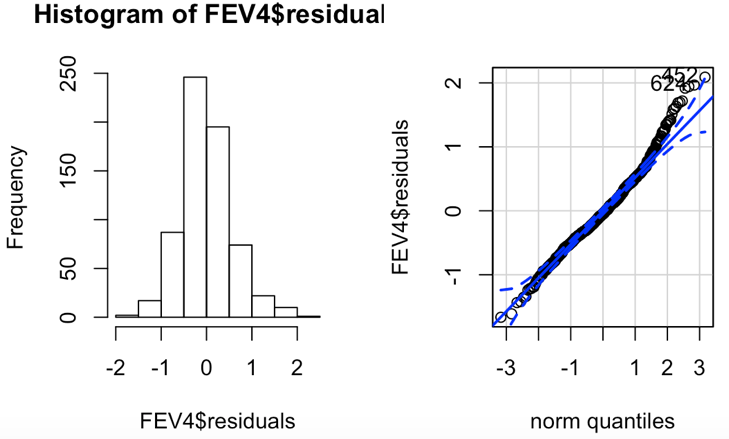 Histogram of FEV4$residual
Frequency
250
150
50
0
-2 -1 0 1 2
FEV4$residuals
FEV4$residuals
2
1
0
-1
452
624
-3 -1 1 2 3
norm quantiles